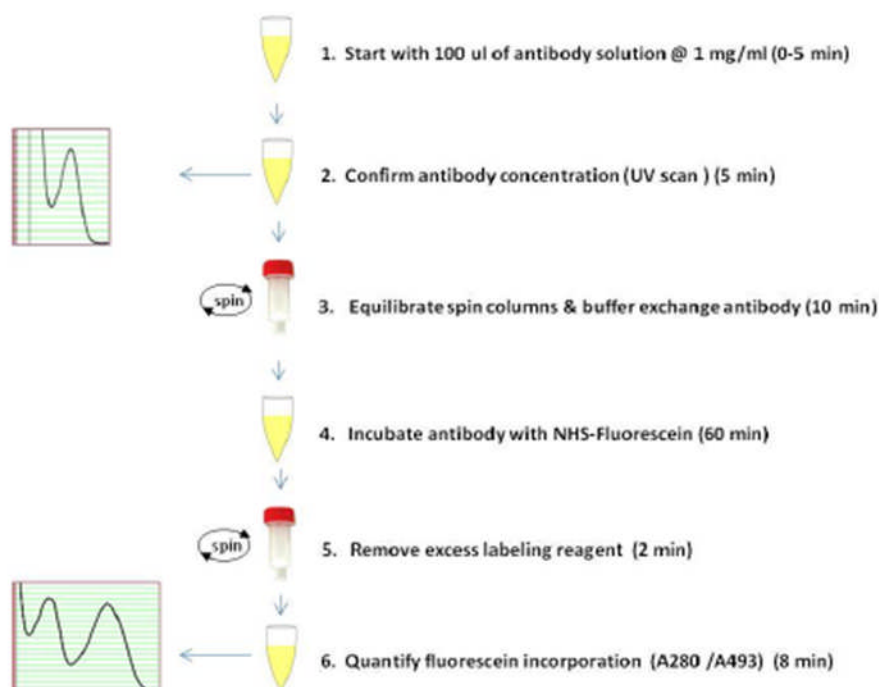 1. Start with 100 ul of antibody solution @ 1 mg/ml (0-5 min)
2. Confirm antibody concentration (UV scan ) (5 min)
spin
3. Equilibrate spin columns & buffer exchange antibody (10 min)
4. Incubate antibody with NHS-Fluorescein (60 min)
spin
5. Remove excess labeling reagent (2 min)
6. Quantify fluorescein incorporation (A280 /A493) (8 min)